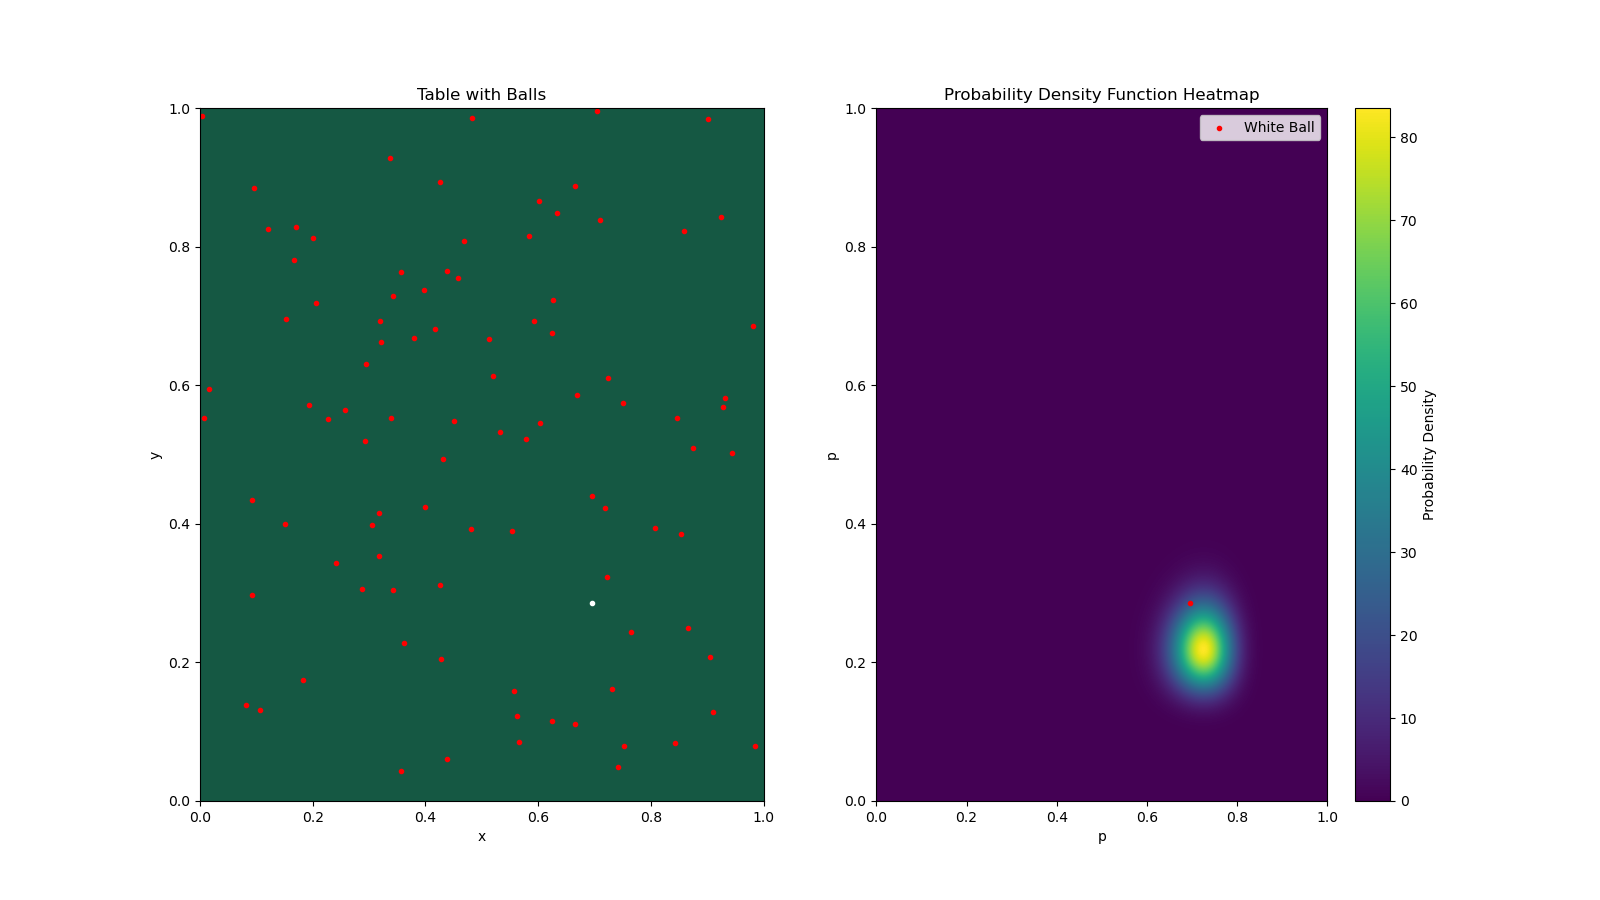 Table with Balls
1.0
0.8
0.6
0.4
0.2
0.0
y
0.0 0.2 0.4 0.6 0.8 1.0
x
Probability Density Function Heatmap
White Ball
1.0
0.8
0.6
0.4
0.2
0.0
p
0.0 0.2 0.4 0.6 0.8 1.0
p
80
70
60
50
40
30
20
10
0
Probability Density